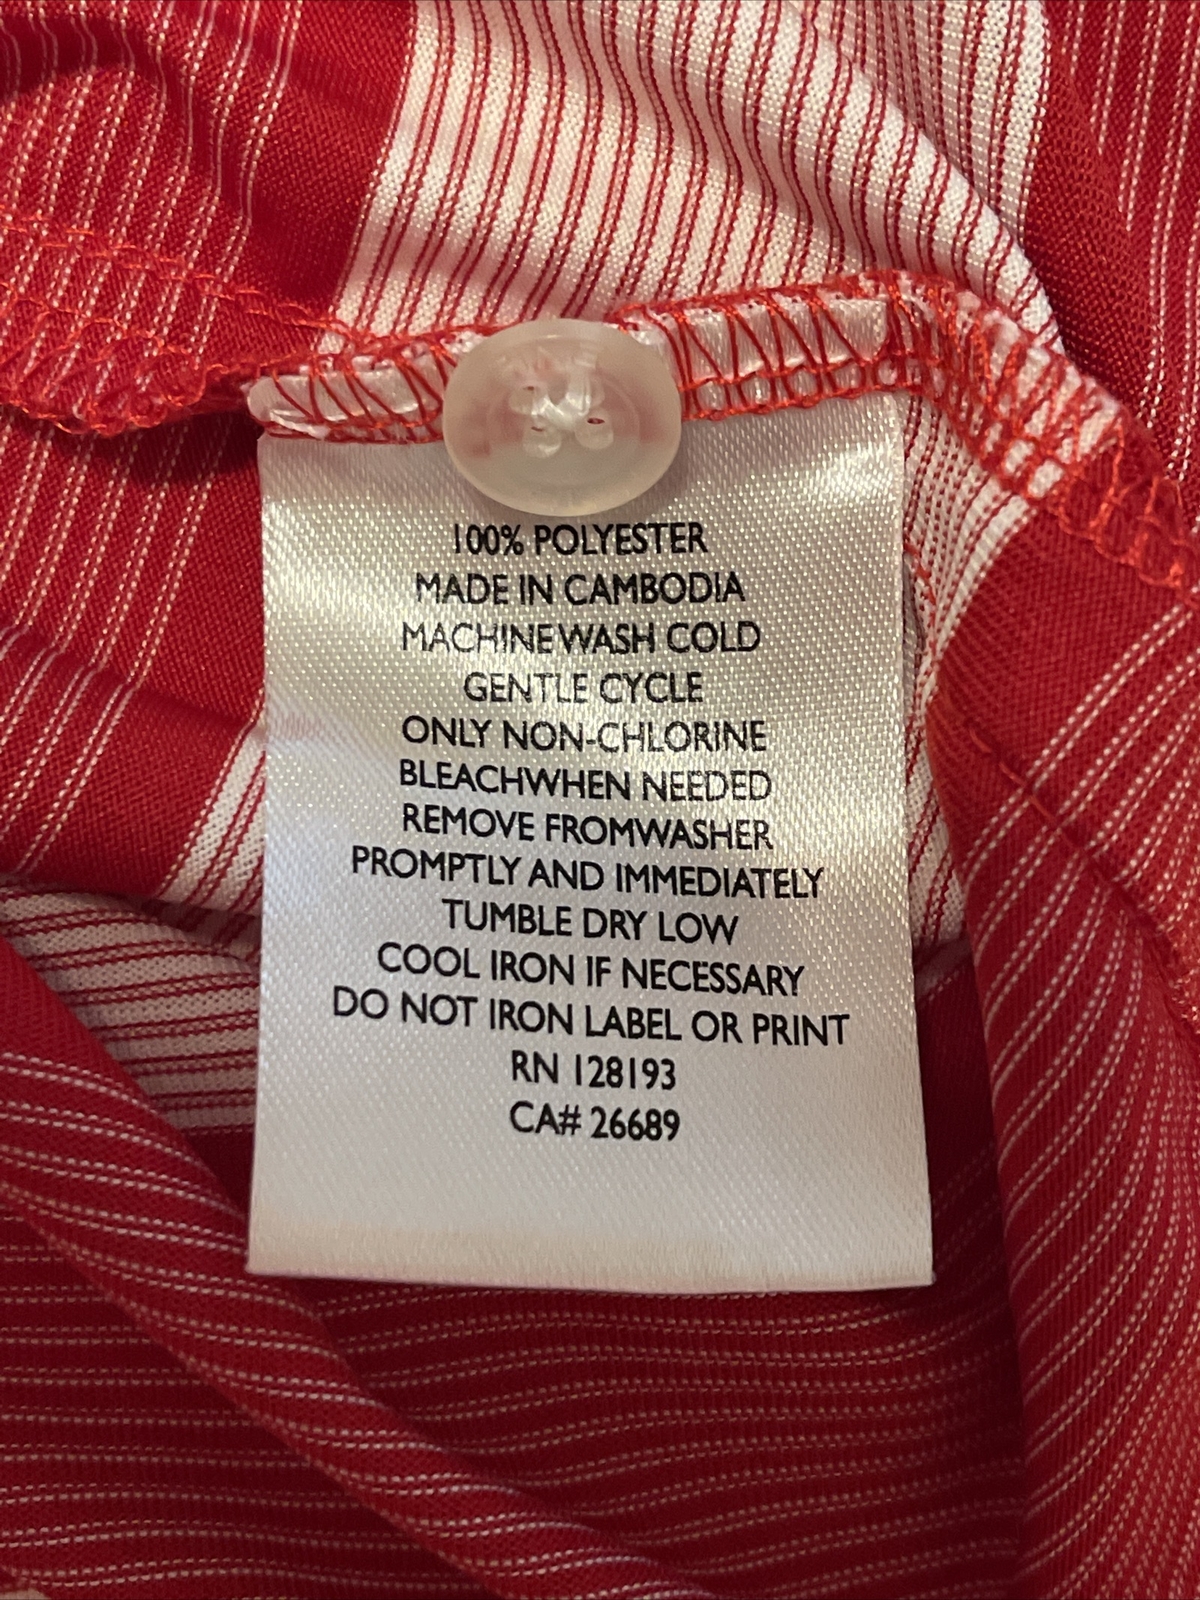 100% POLYESTER
MADE IN CAMBODIA
MACHINEWASH COLD
GENTLE CYCLE
ONLY NON-CHLORINE
BLEACHWHEN NEEDED
REMOVE FROMWASHER
PROMPTLY AND IMMEDIATELY
TUMBLE DRY LOW
COOL IRON IF NECESSARY
DO NOT IRON LABEL OR PRINT
RN 128193
CA# 26689